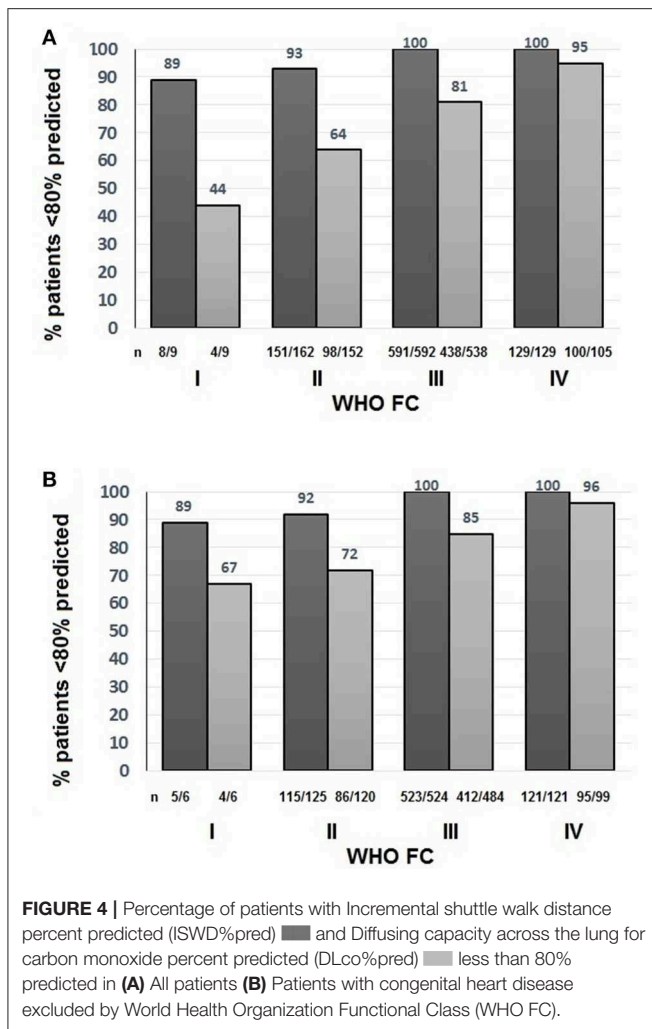 A
% patients <80% predicted
100
90
80
70
60
50
40
30
20
10
0
89
44
93
64
100
81
100
95
n 8/9 4/9 151/162 98/152 591/592 438/538 129/129 100/105
I II III IV
WHO FC
B
% patients <80% predicted
100
90
80
70
60
50
40
30
20
10
0
89
67
92
72
100
85
100
96
n 5/6 4/6 115/125 86/120 523/524 412/484 121/121 95/99
I II III IV
WHO FC
FIGURE 4 | Percentage of patients with Incremental shuttle walk distance
percent predicted (ISWD%pred) and Diffusing capacity across the lung for
carbon monoxide percent predicted (DLco%pred) less than 80%
predicted in (A) All patients (B) Patients with congenital heart disease
excluded by World Health Organization Functional Class (WHO FC).